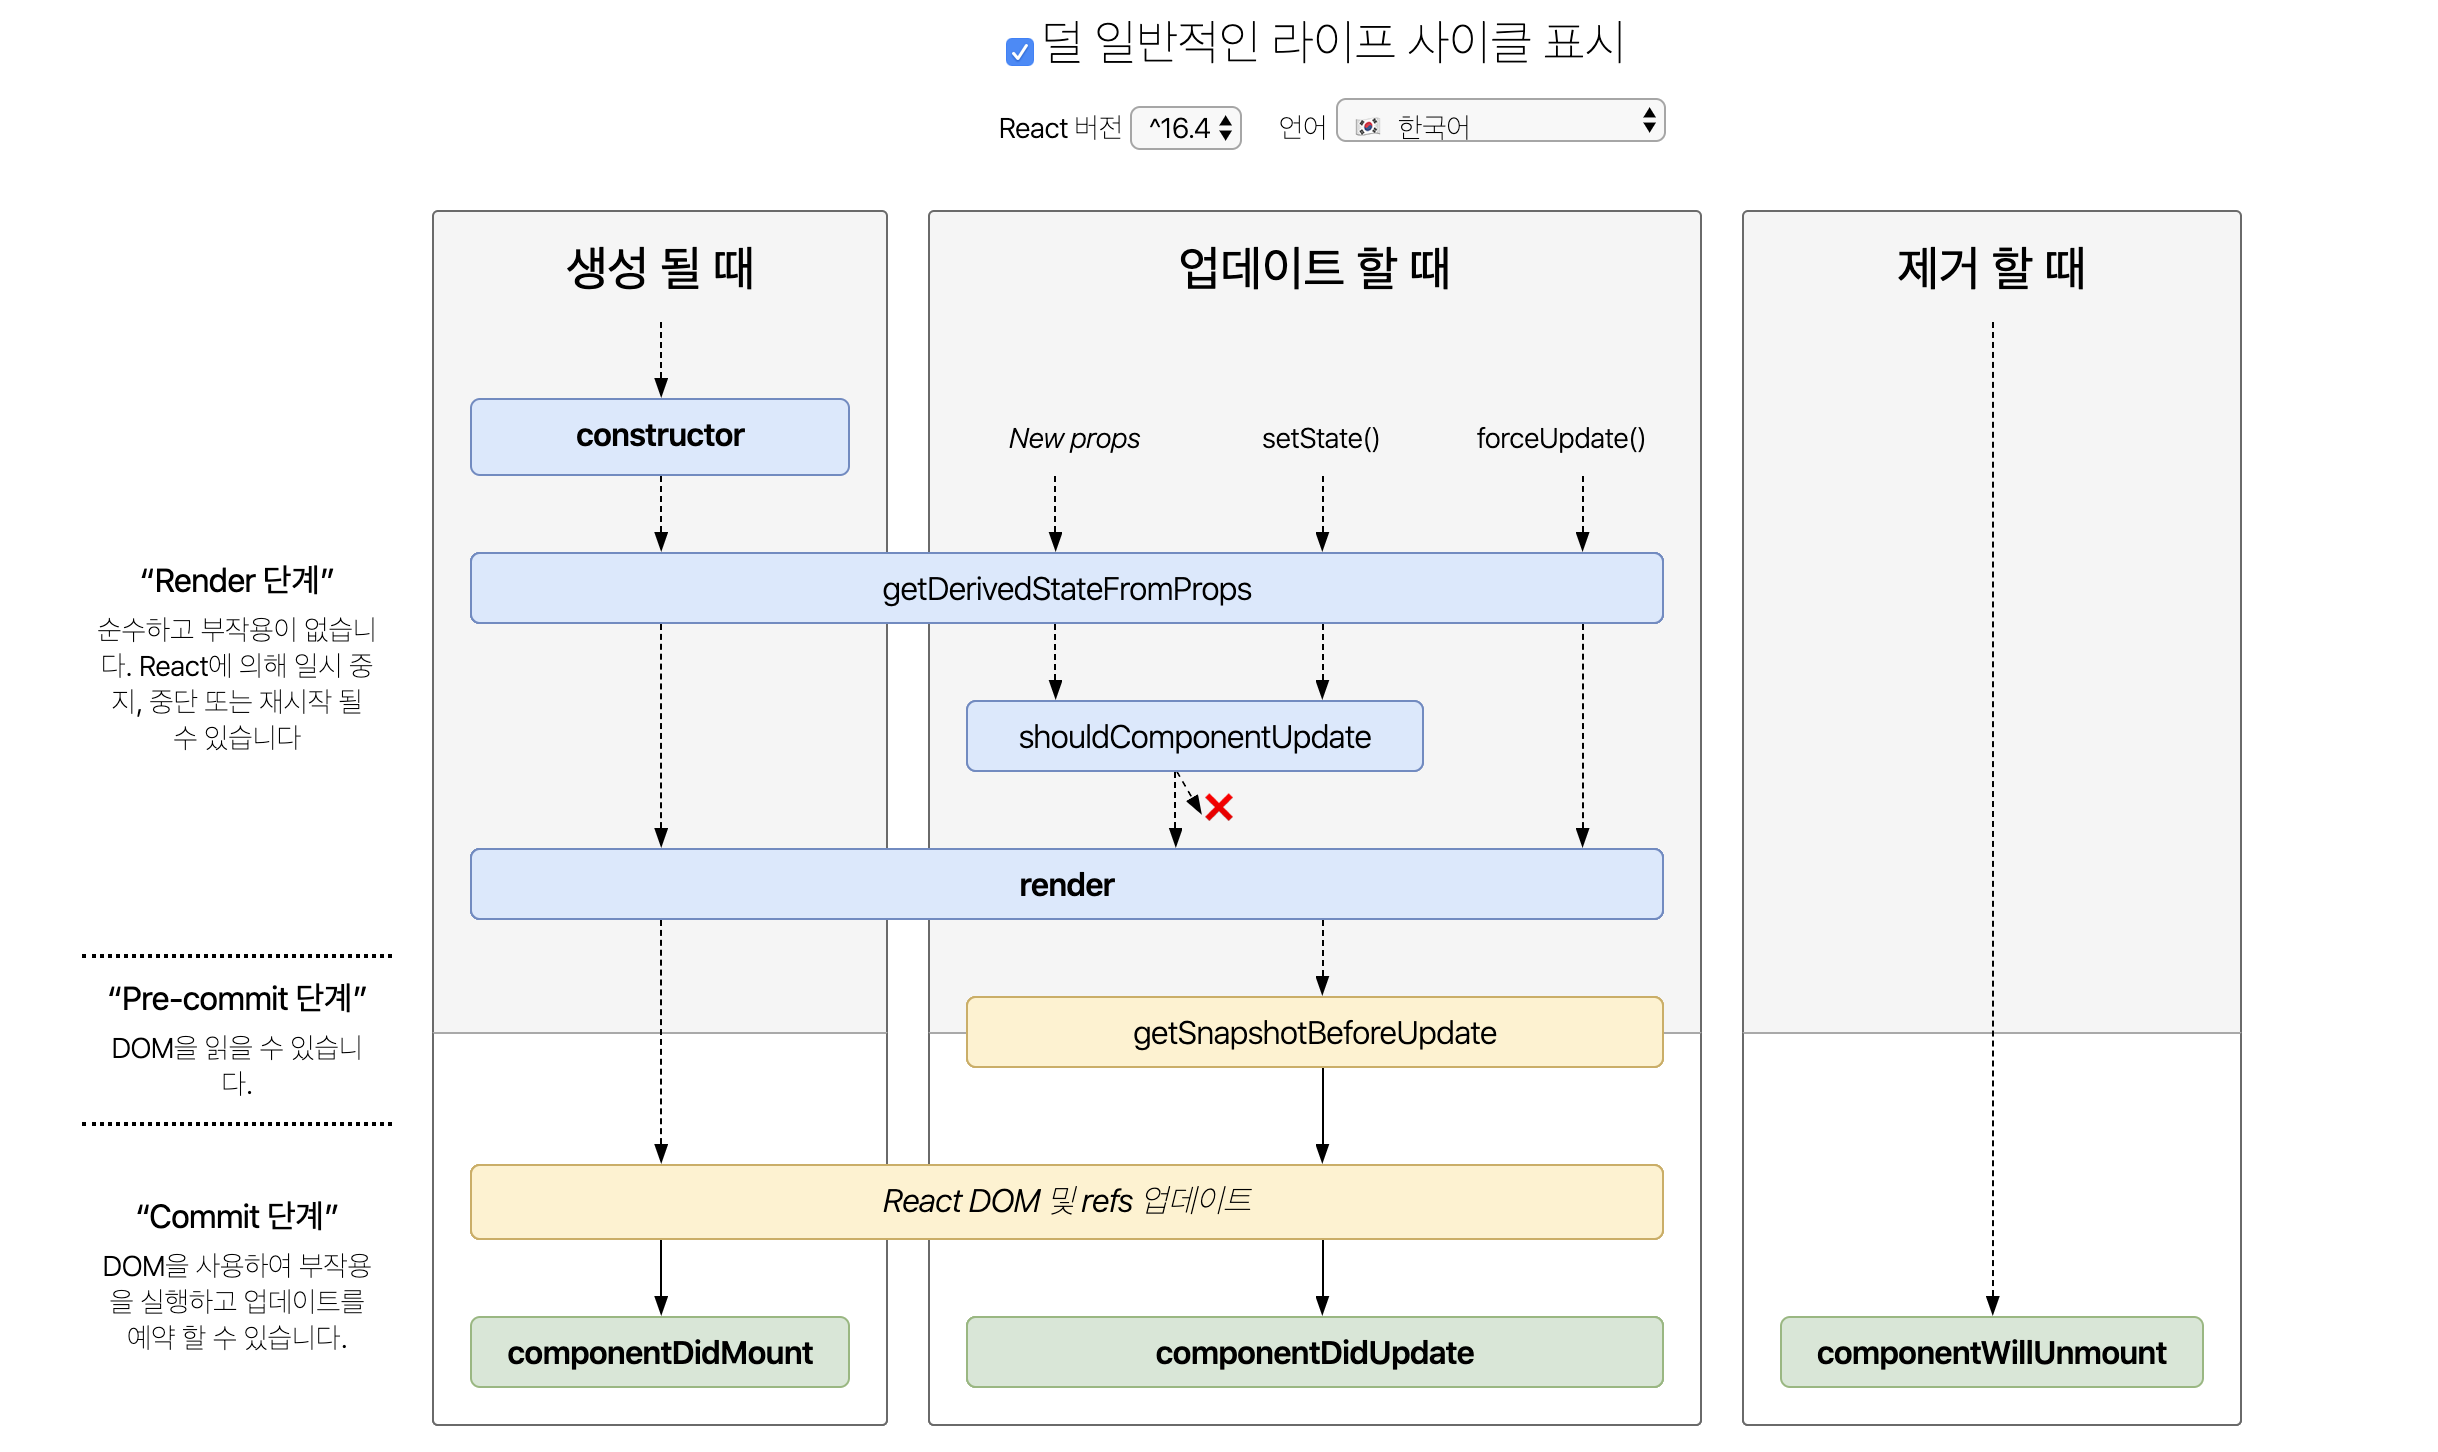 덜 일반적인 라이프 사이클 표시
React 버전 ^16.4 언어 한국어
생성 될 때
업데이트 할 때
제거 할 때
constructor
New props
setState()
forceUpdate()
“Render 단계”
순수하고 부작용이 없습니
다. React에 의해 일시 중
지, 중단 또는 재시작 될
수 있습니다
getDerivedStateFromProps
shouldComponentUpdate
render
“Pre-commit 단계”
DOM을 읽을 수 있습니
다.
getSnapshotBeforeUpdate
React DOM 및 refs 업데이트
“Commit 단계”
DOM을 사용하여 부작용
을 실행하고 업데이트를
예약 할 수 있습니다.
componentDidMount
componentDidUpdate
componentWillUnmount